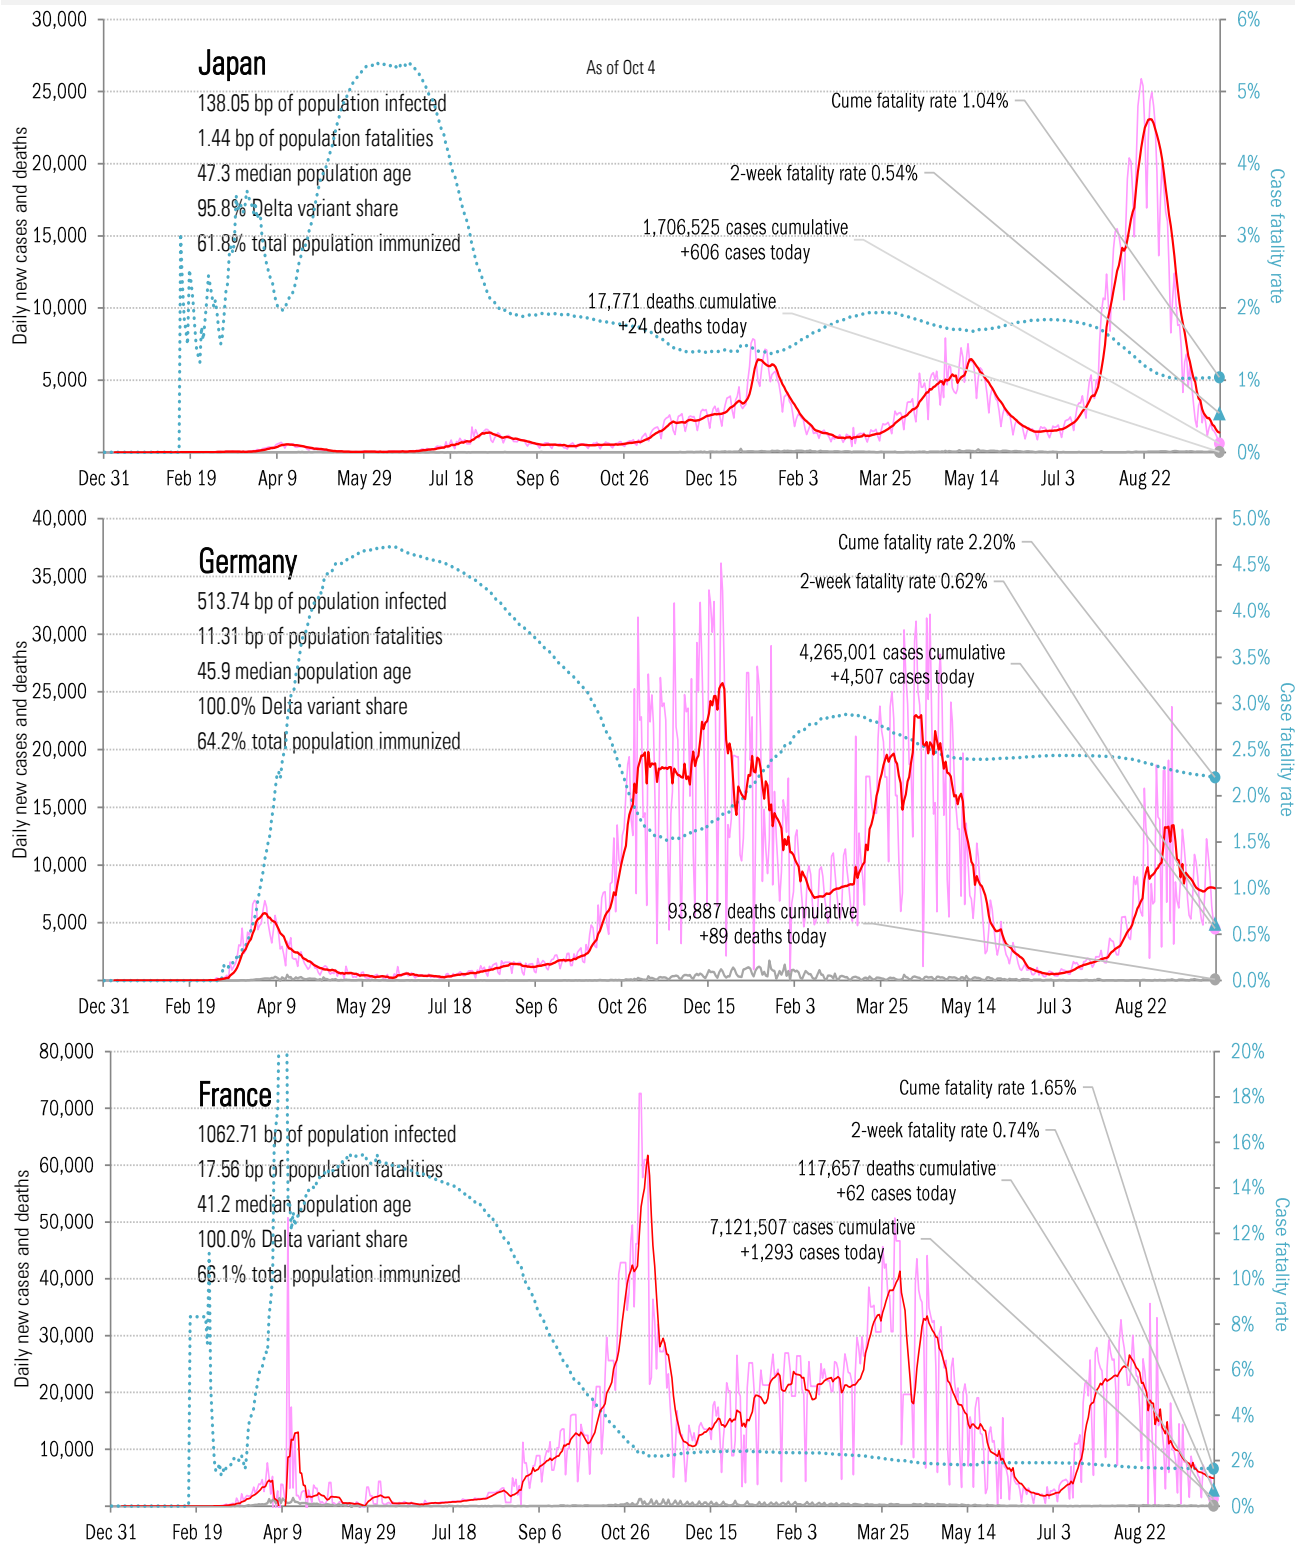 30,000
25,000
20,000
15,000
10,000
5,000
Daily new cases and deaths
Japan
138.05 bp of population infected
1.44 bp of population fatalities
47.3 median population age
95.8% Delta variant share
61.8% total population immunized
As of Oct 4
Cume fatality rate 1.04%
2-week fatality rate 0.54%
1,706,525 cases cumulative
+606 cases today
17,771 deaths cumulative
+24 deaths today
6%
5%
4%
3%
2%
1%
0%
Case fatality rate
Dec 31 Feb 19 Apr 9 May 29 Jul 18 Sep 6 Oct 26 Dec 15 Feb 3 Mar 25 May 14 Jul 3 Aug 22
40,000
35,000
30,000
25,000
20,000
15,000
10,000
5,000
Daily new cases and deaths
Germany
513.74 bp of population infected
11.31 bp of population fatalities
45.9 median population age
100.0% Delta variant share
64.2% total population immunized
Cume fatality rate 2.20%
2-week fatality rate 0.62%
4,265,001 cases cumulative
+4,507 cases today
93,887 deaths cumulative
+89 deaths today
5.0%
4.5%
4.0%
3.5%
3.0%
2.5%
2.0%
1.5%
1.0%
0.5%
0.0%
Case fatality rate
Dec 31 Feb 19 Apr 9 May 29 Jul 18 Sep 6 Oct 26 Dec 15 Feb 3 Mar 25 May 14 Jul 3 Aug 22
80,000
70,000
60,000
50,000
40,000
30,000
20,000
10,000
Daily new cases and deaths
France
1062.71 bp of population infected
17.56 bp of population fatalities
41.2 median population age
100.0% Delta variant share
66.1% total population immunized
Cume fatality rate 1.65%
2-week fatality rate 0.74%
117,657 deaths cumulative
+62 cases today
7,121,507 cases cumulative
+1,293 cases today
20%
18%
16%
14%
12%
10%
8%
6%
4%
2%
0%
Case fatality rate
Dec 31 Feb 19 Apr 9 May 29 Jul 18 Sep 6 Oct 26 Dec 15 Feb 3 Mar 25 May 14 Jul 3 Aug 22